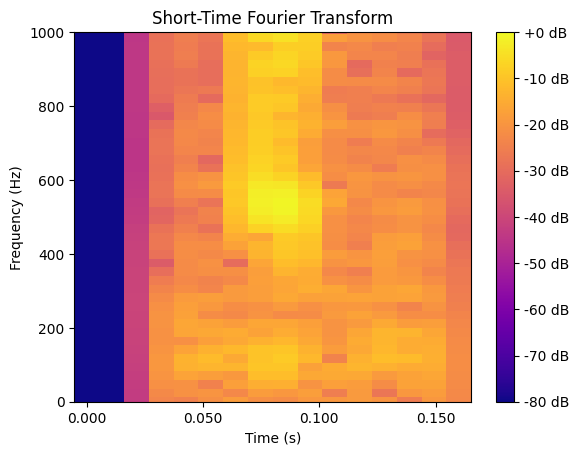 Short-Time Fourier Transform
Frequency (Hz)
1000
800
600
400
200
0
0.000
0.050
0.100
0.150
Time (s)
+0 dB
-10 dB
-20 dB
-30 dB
-40 dB
-50 dB
-60 dB
-70 dB
-80 dB